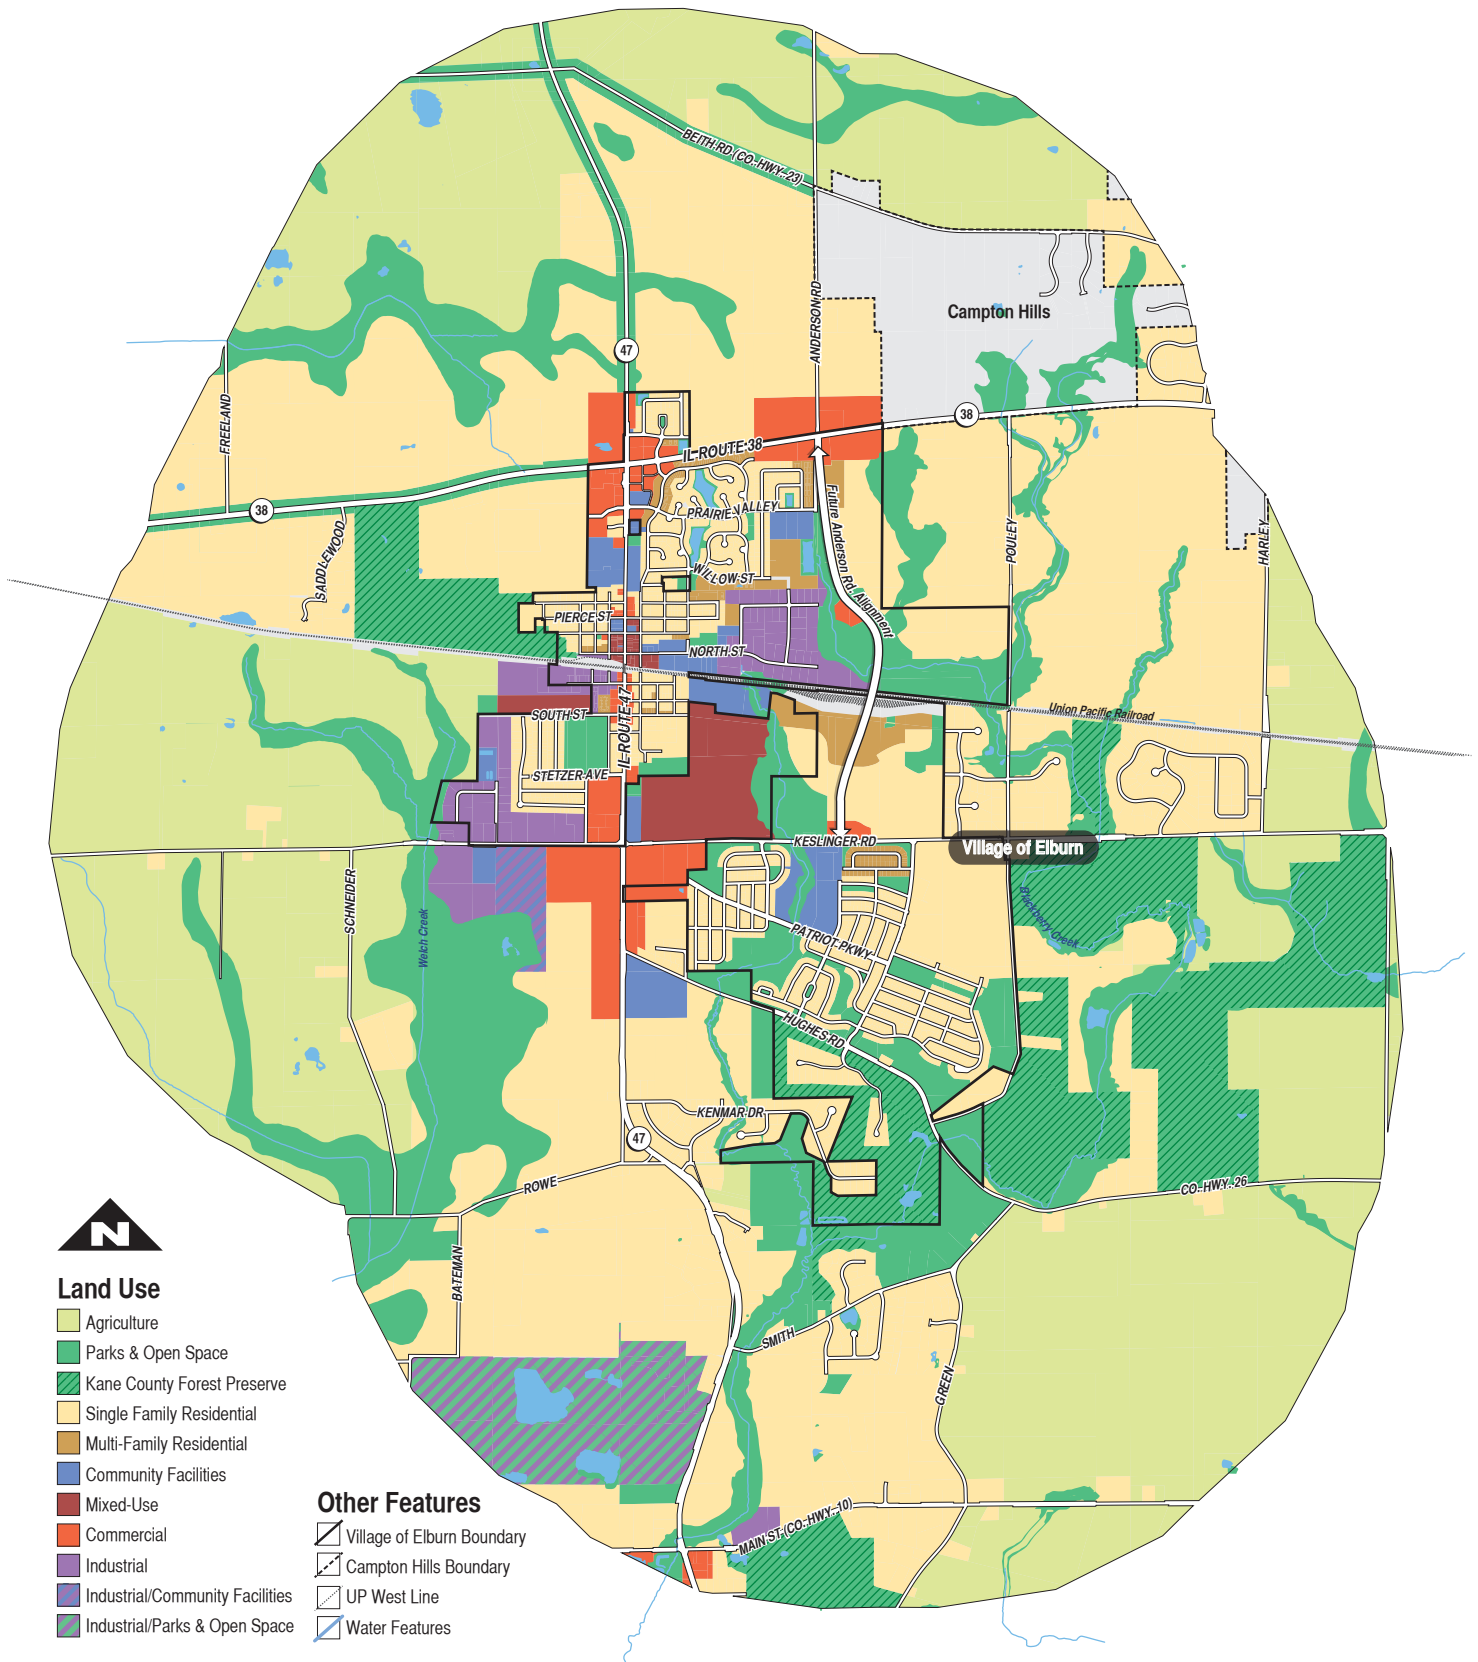 BEITH RD (CO. HWY. 23)
ANDERSON RD
Campton Hills
47
FREELAND
38
IL ROUTE 38
38
SADDLEWOOD
PRAIRIE VALLEY
Future Anderson Rd. Alignment
POULEY
HARLEY
WILLOW ST
PIERCE ST
NORTH ST
SOUTH ST
IL ROUTE 47
Union Pacific Railroad
STETZER AVE
KESLINGER RD
Village of Elburn
SCHNEIDER
Welch Creek
Blackberry Creek
PATRIOT PKWY
HUGHES RD
KENMAR DR
47
ROWE
CO. HWY. 26
BATEMAN
SMITH
GREEN
MAIN ST (CO. HWY. 10)
N
Land Use
Agriculture
Parks & Open Space
Kane County Forest Preserve
Single Family Residential
Multi-Family Residential
Community Facilities
Mixed-Use
Commercial
Industrial
Industrial/Community Facilities
Industrial/Parks & Open Space
Other Features
Village of Elburn Boundary
Campton Hills Boundary
UP West Line
Water Features